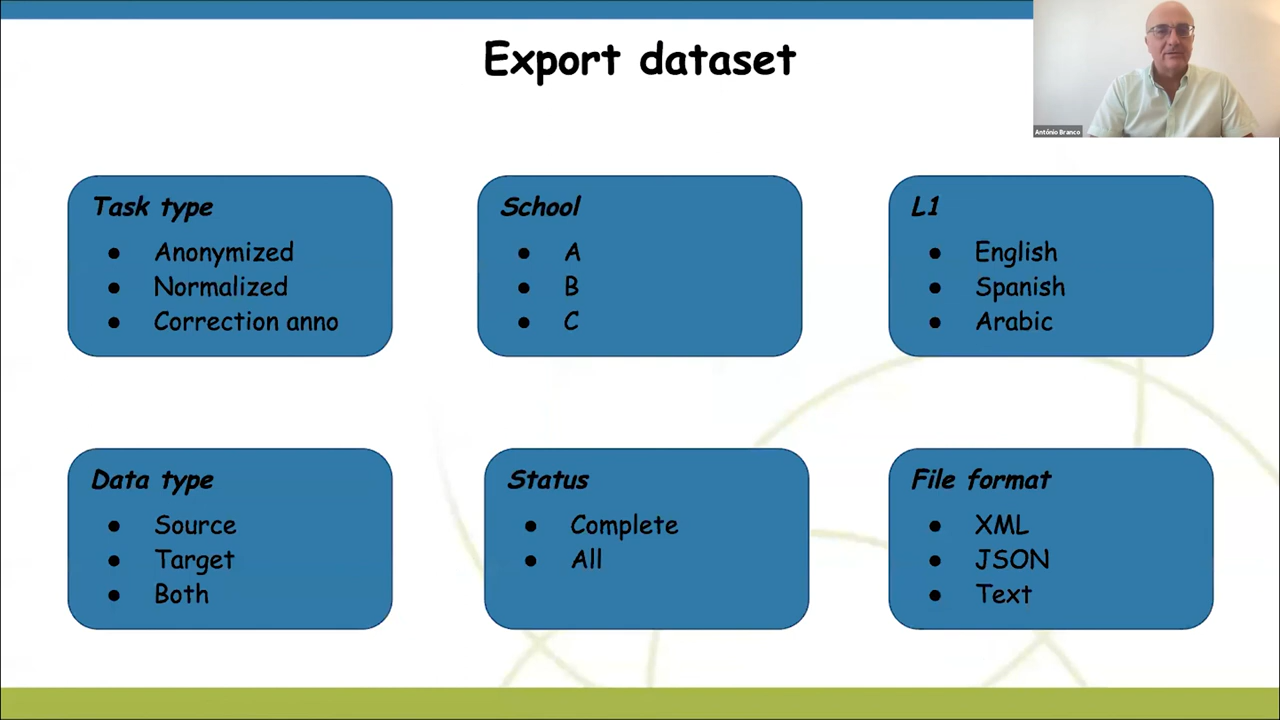 Export dataset
António Branco
Task type
● Anonymized
● Normalized
● Correction anno
School
● A
● B
● C
L1
● English
● Spanish
● Arabic
Data type
● Source
● Target
● Both
Status
● Complete
● All
File format
● XML
● JSON
● Text